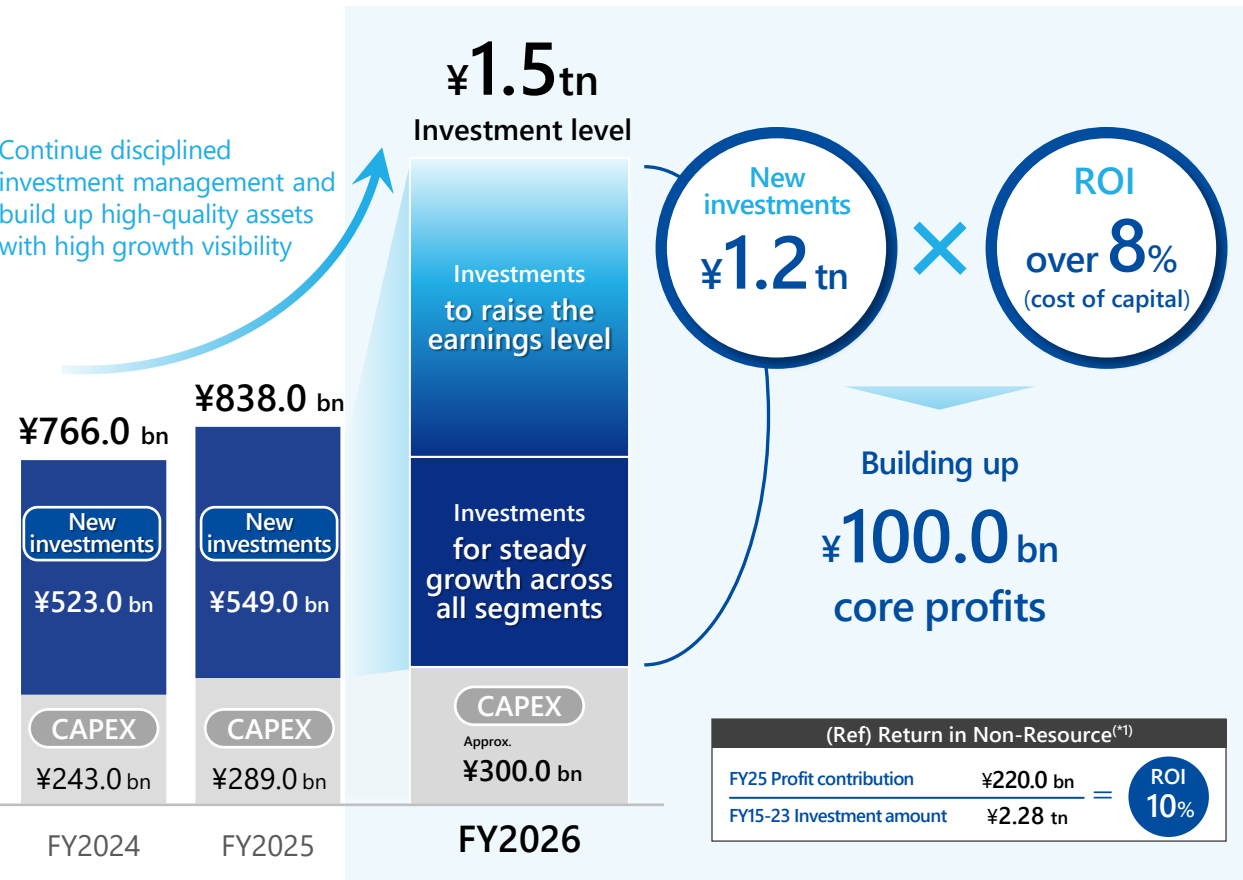 ¥1.5 tn
Investment level
Continue disciplined
investment management and
build up high-quality assets
with high growth visibility
Investments
to raise the
earnings level
New
investments
¥1.2 tn
×
ROI
over 8%
(cost of capital)
¥766.0 bn
¥838.0 bn
New
investments
¥523.0 bn
New
investments
¥549.0 bn
Investments
for steady
growth across
all segments
Building up
¥100.0 bn
core profits
CAPEX
¥243.0 bn
CAPEX
¥289.0 bn
CAPEX
Approx.
¥300.0 bn
(Ref) Return in Non-Resource(*1)
FY25 Profit contribution ¥220.0 bn
FY15-23 Investment amount ¥2.28 tn
=
ROI
10%
FY2024
FY2025
FY2026